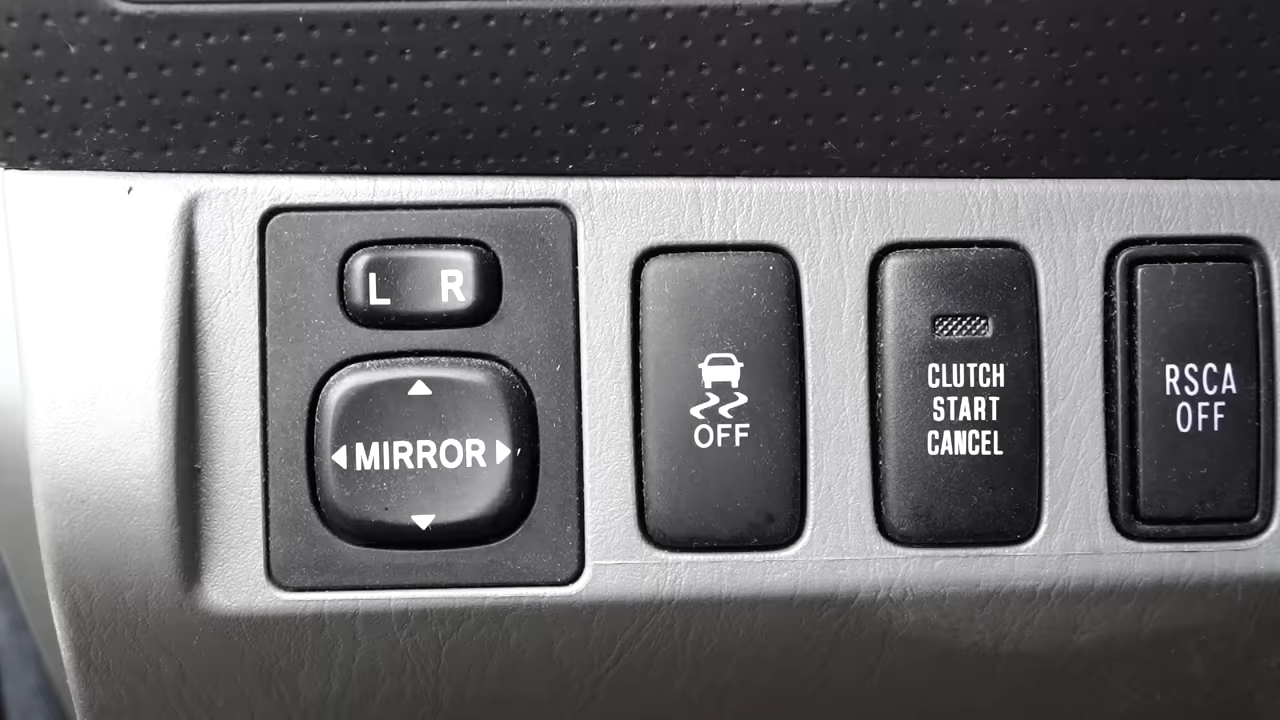 L R
MIRROR
OFF
CLUTCH
START
CANCEL
RSCA
OFF